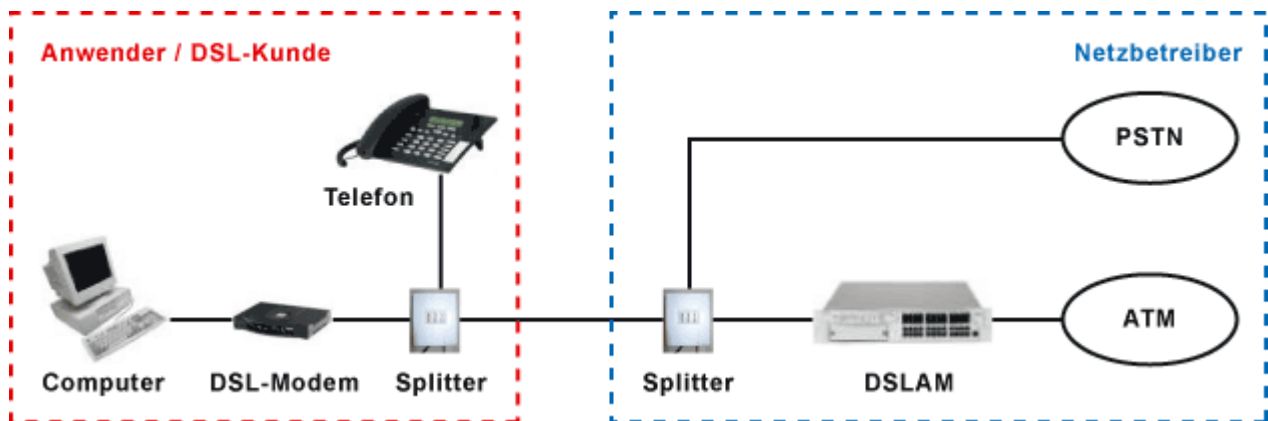 Anwender / DSL-Kunde
Netzbetreiber
PSTN
Telefon
ATM
Computer
DSL-Modem
Splitter
Splitter
DSLAM